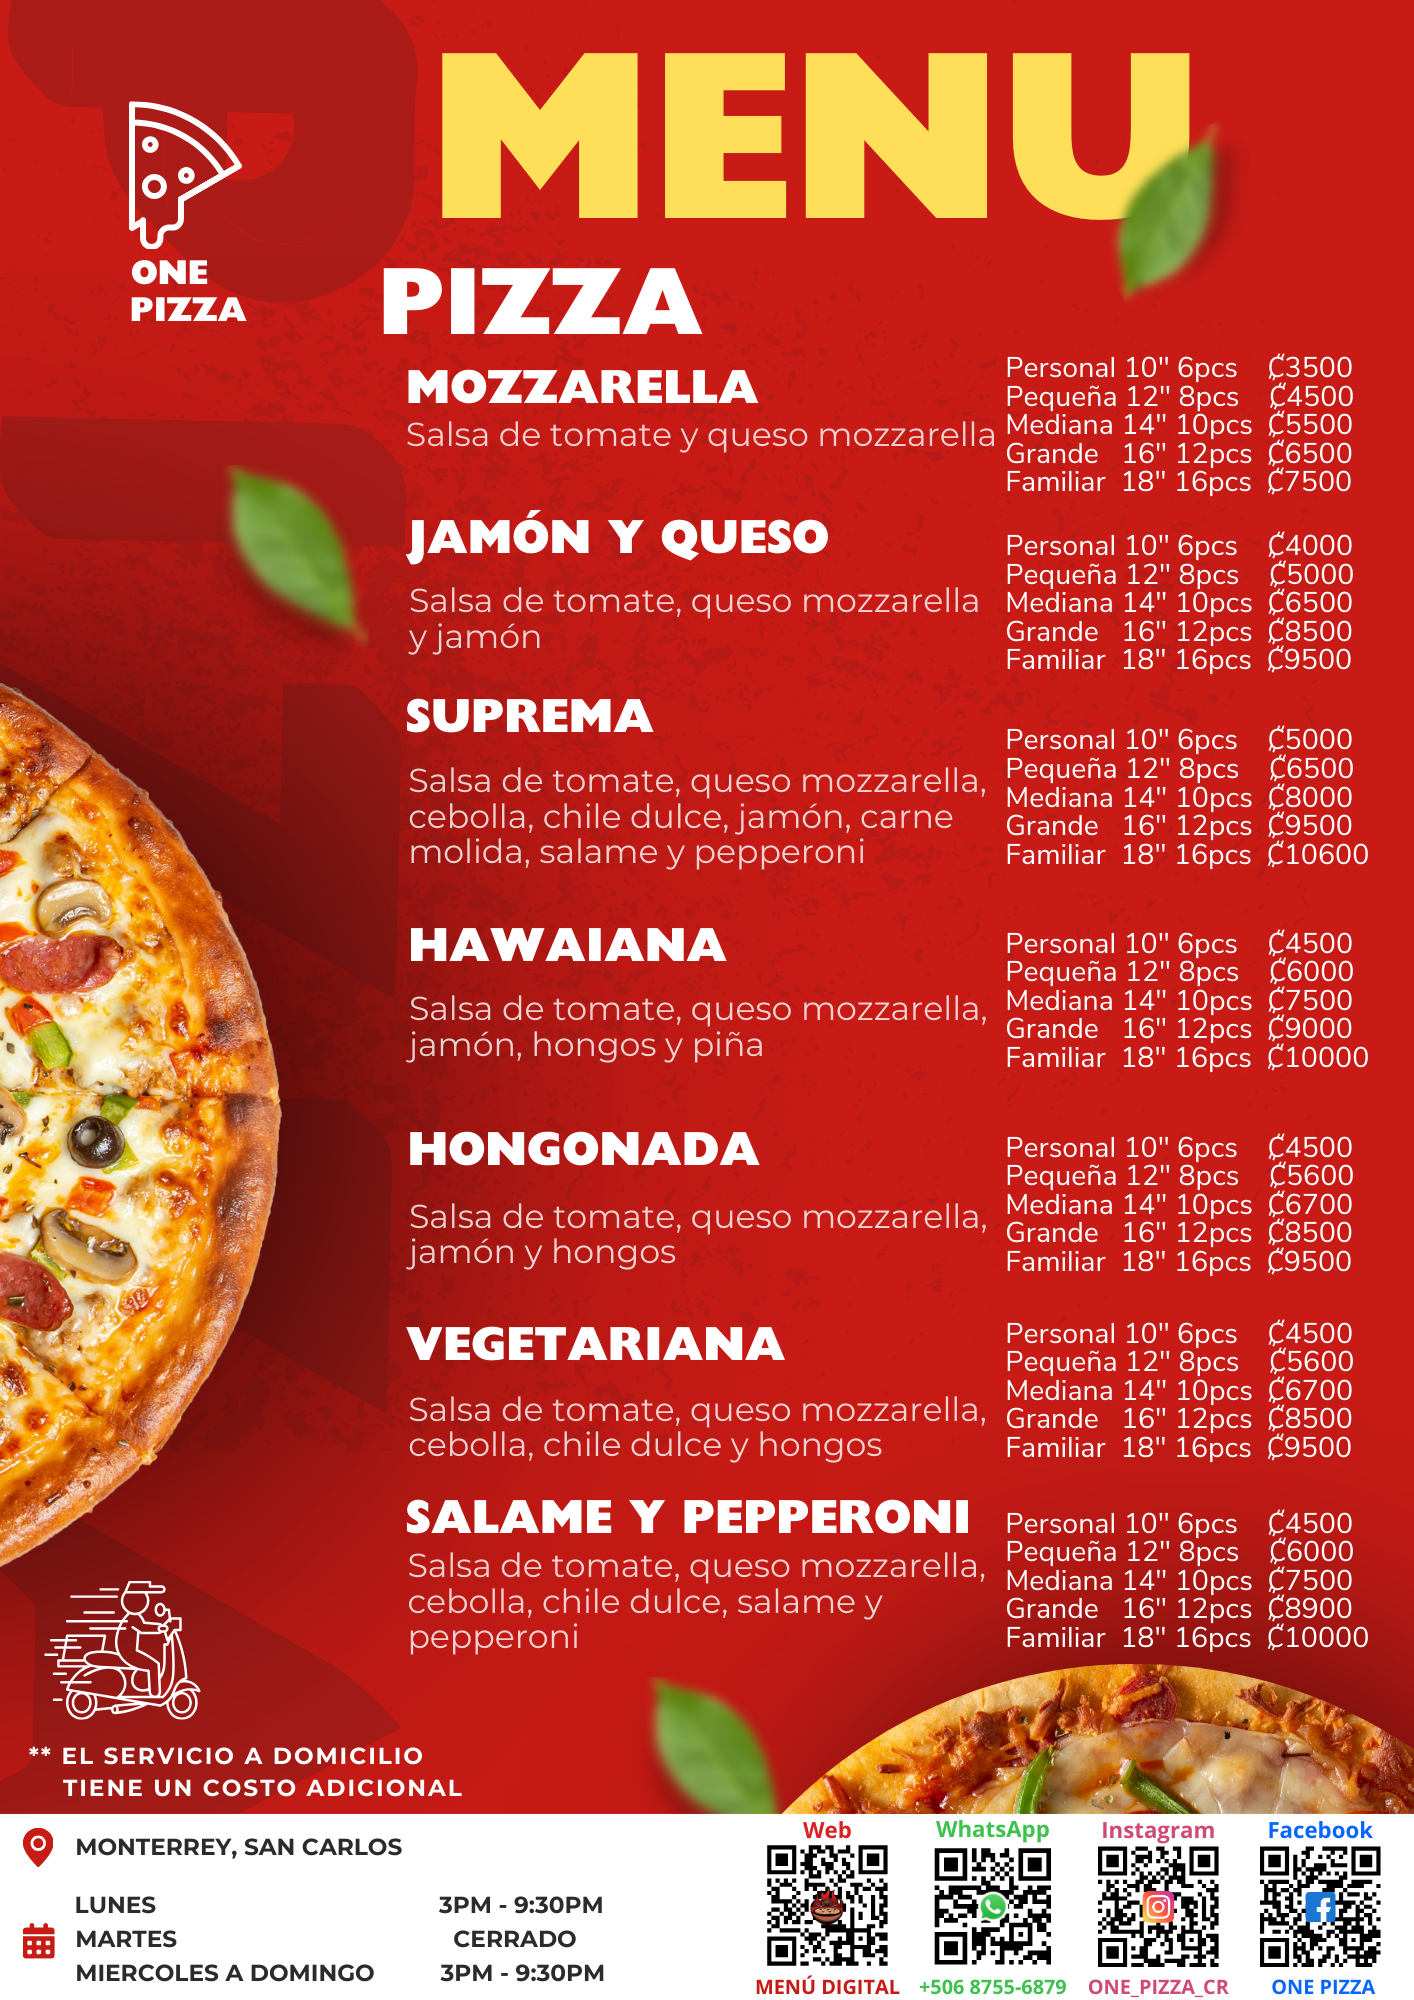 MENU
ONE
PIZZA
PIZZA
MOZZARELLA
Salsa de tomate y queso mozzarella
Personal 10" 6pcs ₡3500
Pequeña 12" 8pcs ₡4500
Mediana 14" 10pcs ₡5500
Grande 16" 12pcs ₡6500
Familiar 18" 16pcs ₡7500
JAMÓN Y QUESO
Salsa de tomate, queso mozzarella
y jamón
Personal 10" 6pcs ₡4000
Pequeña 12" 8pcs ₡5000
Mediana 14" 10pcs ₡6500
Grande 16" 12pcs ₡8500
Familiar 18" 16pcs ₡9500
SUPREMA
Salsa de tomate, queso mozzarella,
cebolla, chile dulce, jamón, carne
molida, salame y pepperoni
Personal 10" 6pcs ₡5000
Pequeña 12" 8pcs ₡6500
Mediana 14" 10pcs ₡8000
Grande 16" 12pcs ₡9500
Familiar 18" 16pcs ₡10600
HAWAIANA
Salsa de tomate, queso mozzarella,
jamón, hongos y piña
Personal 10" 6pcs ₡4500
Pequeña 12" 8pcs ₡6000
Mediana 14" 10pcs ₡7500
Grande 16" 12pcs ₡9000
Familiar 18" 16pcs ₡10000
HONGONADA
Salsa de tomate, queso mozzarella,
jamón y hongos
Personal 10" 6pcs ₡4500
Pequeña 12" 8pcs ₡5600
Mediana 14" 10pcs ₡6700
Grande 16" 12pcs ₡8500
Familiar 18" 16pcs ₡9500
VEGETARIANA
Salsa de tomate, queso mozzarella,
cebolla, chile dulce y hongos
Personal 10" 6pcs ₡4500
Pequeña 12" 8pcs ₡5600
Mediana 14" 10pcs ₡6700
Grande 16" 12pcs ₡8500
Familiar 18" 16pcs ₡9500
SALAME Y PEPPERONI
Salsa de tomate, queso mozzarella,
cebolla, chile dulce, salame y
pepperoni
Personal 10" 6pcs ₡4500
Pequeña 12" 8pcs ₡6000
Mediana 14" 10pcs ₡7500
Grande 16" 12pcs ₡8900
Familiar 18" 16pcs ₡10000
** EL SERVICIO A DOMICILIO
TIENE UN COSTO ADICIONAL
MONTERREY, SAN CARLOS
LUNES 3PM - 9:30PM
MARTES CERRADO
MIERCOLES A DOMINGO 3PM - 9:30PM
Web
MENÚ DIGITAL
WhatsApp
+506 8755-6879
Instagram
ONE_PIZZA_CR
Facebook
ONE PIZZA